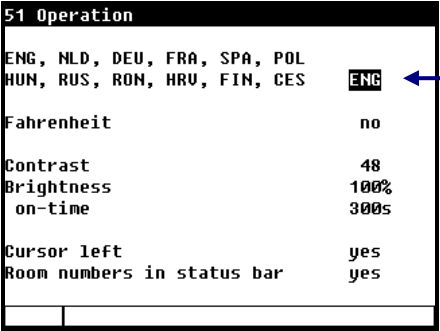 51 Operation
ENG, NLD, DEU, FRA, SPA, POL
HUN, RUS, RON, HRV, FIN, CES ENG
Fahrenheit no
Contrast 48
Brightness 100%
on-time 300s
Cursor left yes
Room numbers in status bar yes